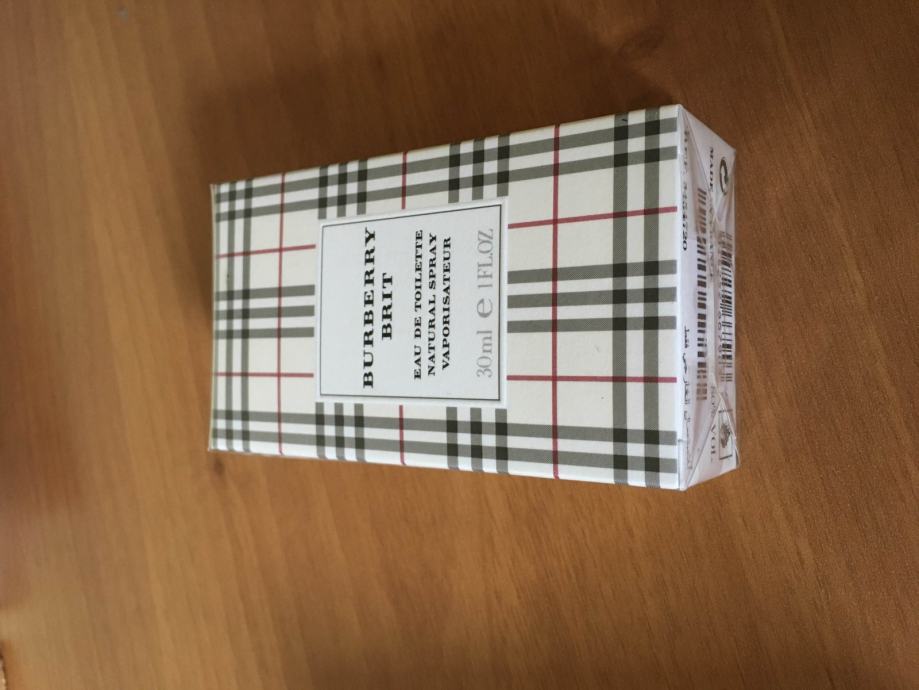 BURBERRY
BRIT
EAU DE TOILETTE
NATURAL SPRAY
VAPORISATEUR
30ml e 1FL.OZ